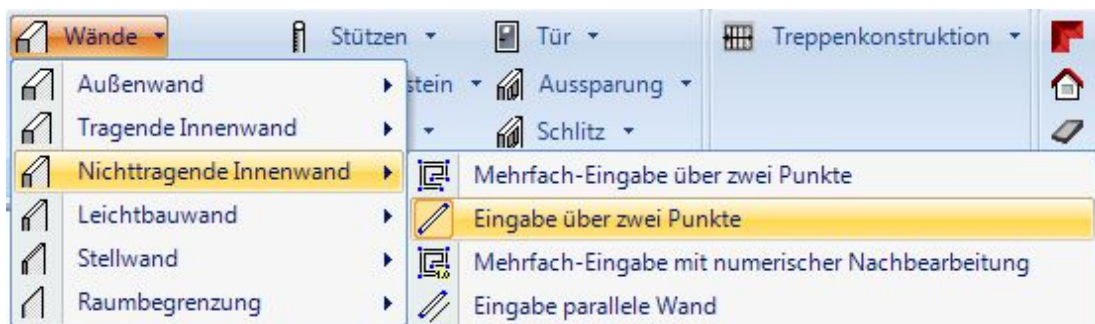 Wände Stützen Tür Treppenkonstruktion
Außenwand stein Aussparung
Tragende Innenwand Schlitz
Nichttragende Innenwand Mehrfach-Eingabe über zwei Punkte
Leichtbauwand Eingabe über zwei Punkte
Stellwand Mehrfach-Eingabe mit numerischer Nachbearbeitung
Raumbegrenzung Eingabe parallele Wand